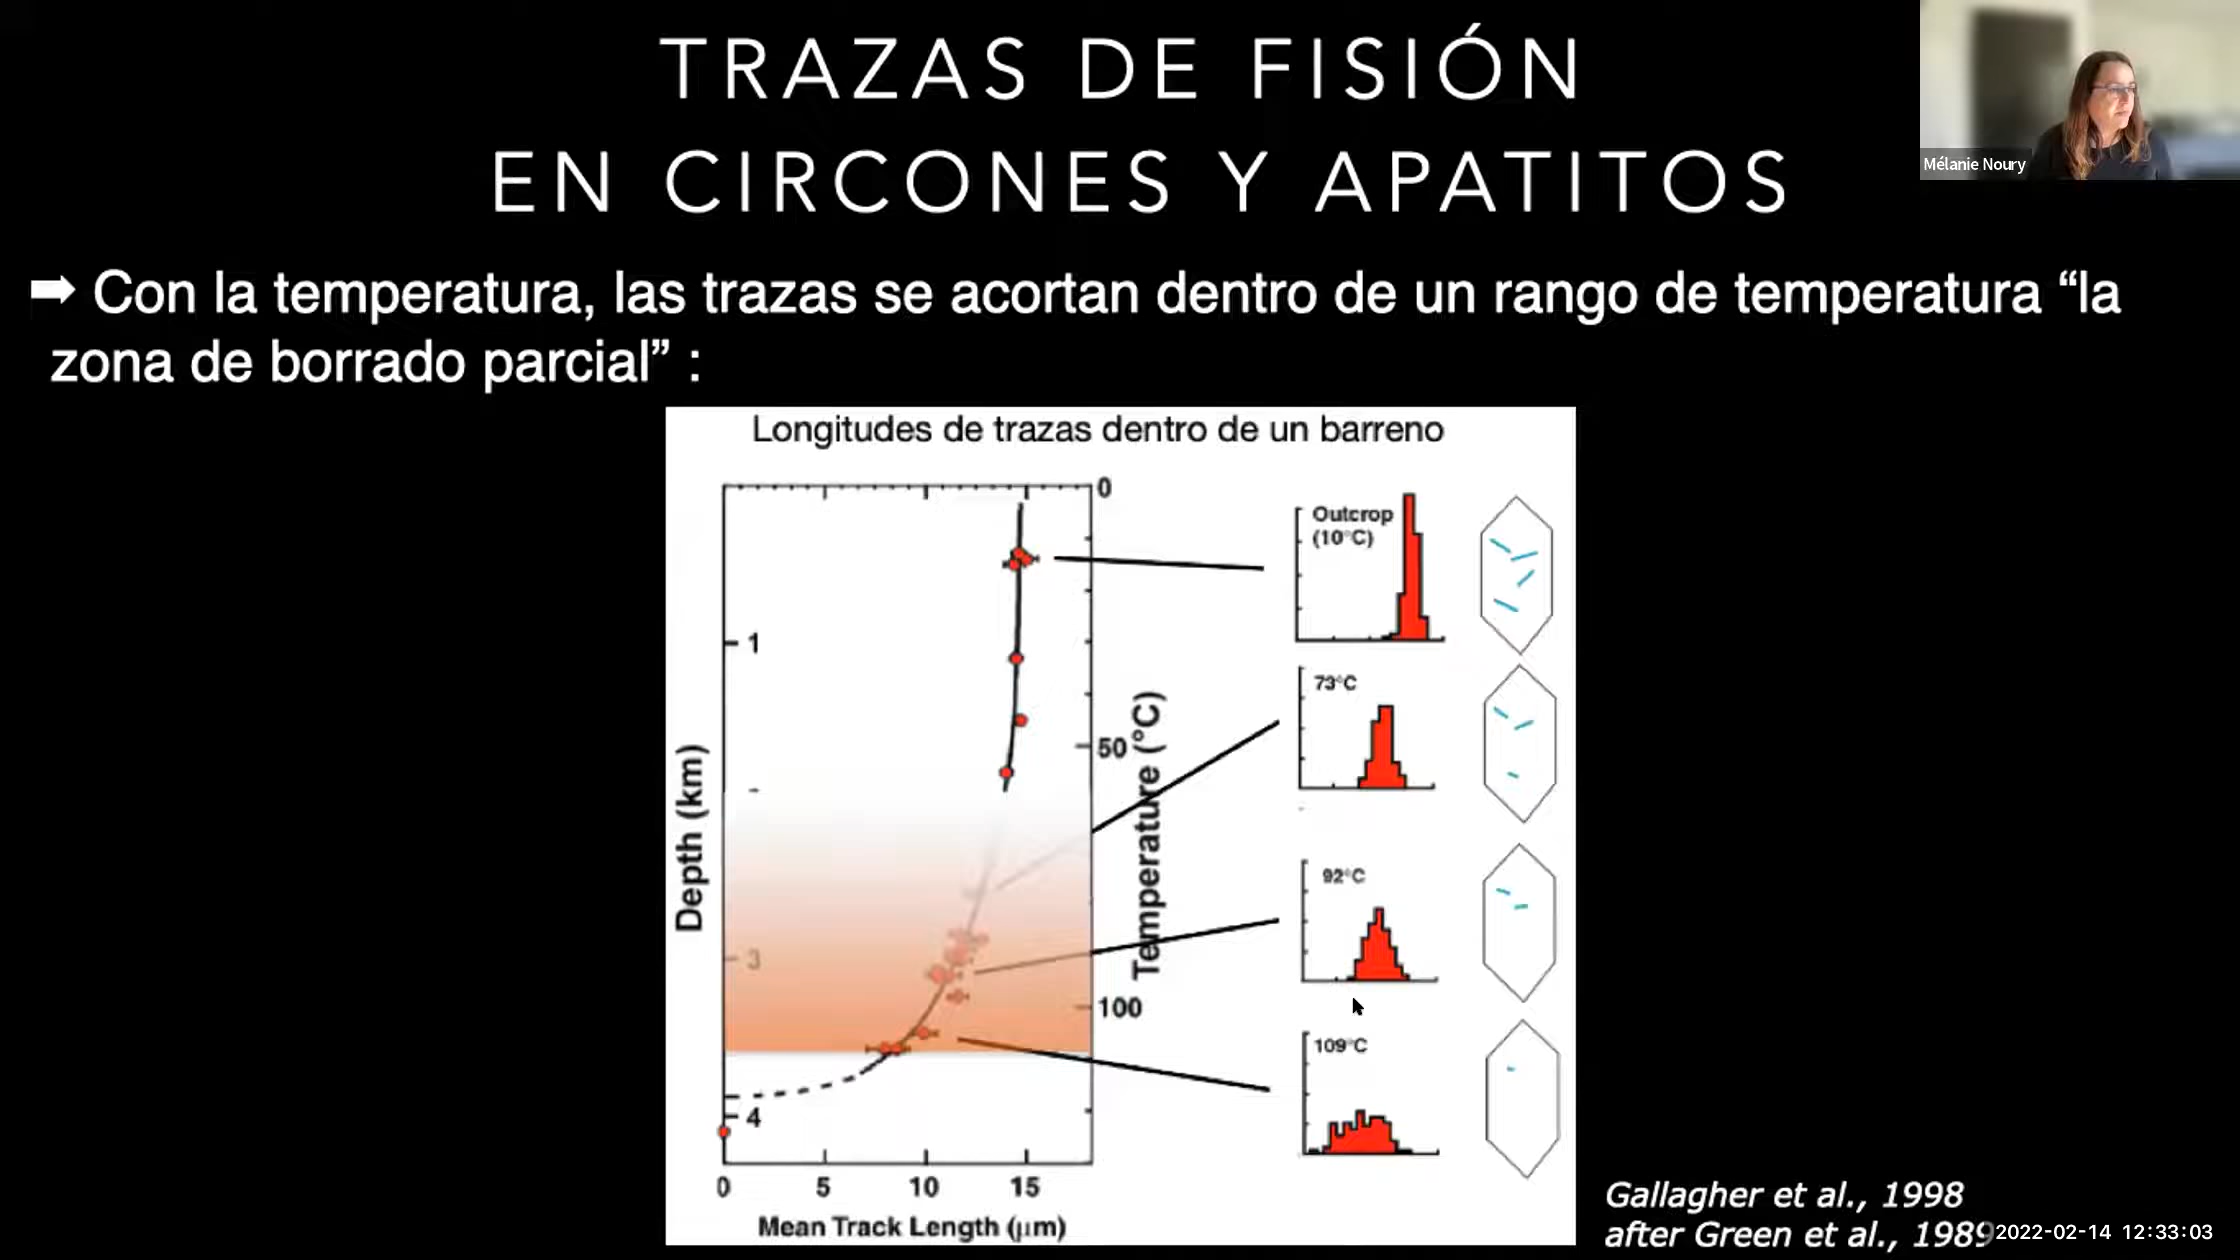 TRAZAS DE FISIÓN
EN CIRCONES Y APATITOS
Mélanie Noury
➡ Con la temperatura, las trazas se acortan dentro de un rango de temperatura “la
zona de borrado parcial” :
Longitudes de trazas dentro de un barreno
0
1
50
3
100
4
Depth (km)
Temperature (°C)
0 5 10 15
Mean Track Length (μm)
Outcrop
(10°C)
73°C
92°C
109°C
Gallagher et al., 1998
after Green et al., 1989
2022-02-14 12:33:03